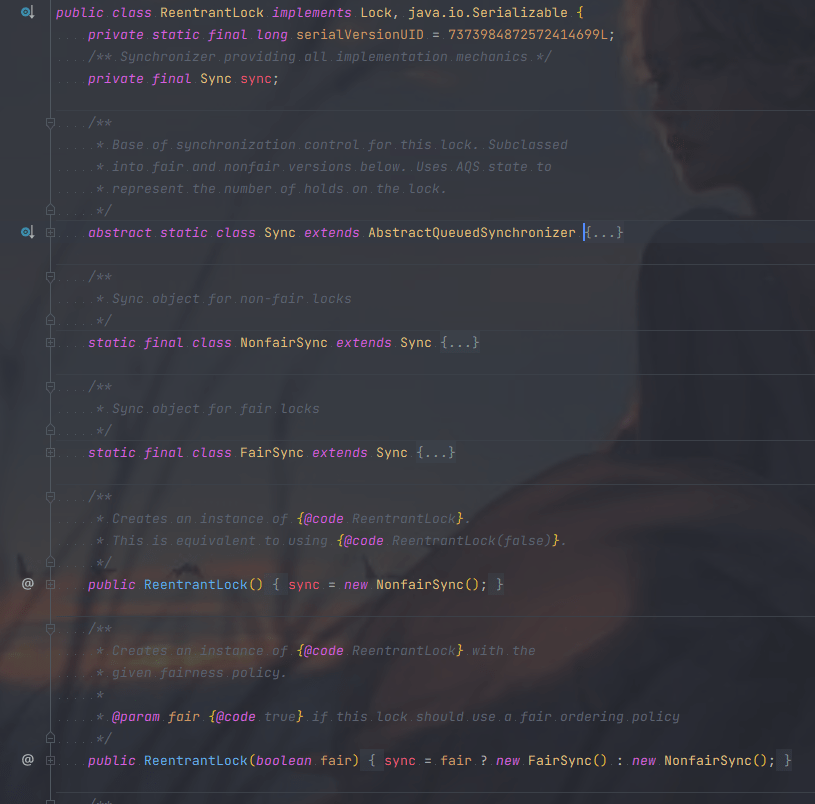 public class ReentrantLock implements Lock, java.io.Serializable {
private static final long serialVersionUID = 7373984872572414699L;
/** Synchronizer providing all implementation mechanics */
private final Sync sync;
/**
* Base of synchronization control for this lock. Subclassed
* into fair and nonfair versions below. Uses AQS state to
* represent the number of holds on the lock.
*/
abstract static class Sync extends AbstractQueuedSynchronizer {...}
/**
* Sync object for non-fair locks
*/
static final class NonfairSync extends Sync {...}
/**
* Sync object for fair locks
*/
static final class FairSync extends Sync {...}
/**
* Creates an instance of {@code ReentrantLock}.
* This is equivalent to using {@code ReentrantLock(false)}.
*/
@ public ReentrantLock() { sync = new NonfairSync(); }
/**
* Creates an instance of {@code ReentrantLock} with the
* given fairness policy.
*
* @param fair {@code true} if this lock should use a fair ordering policy
*/
@ public ReentrantLock(boolean fair) { sync = fair ? new FairSync() : new NonfairSync(); }
/**